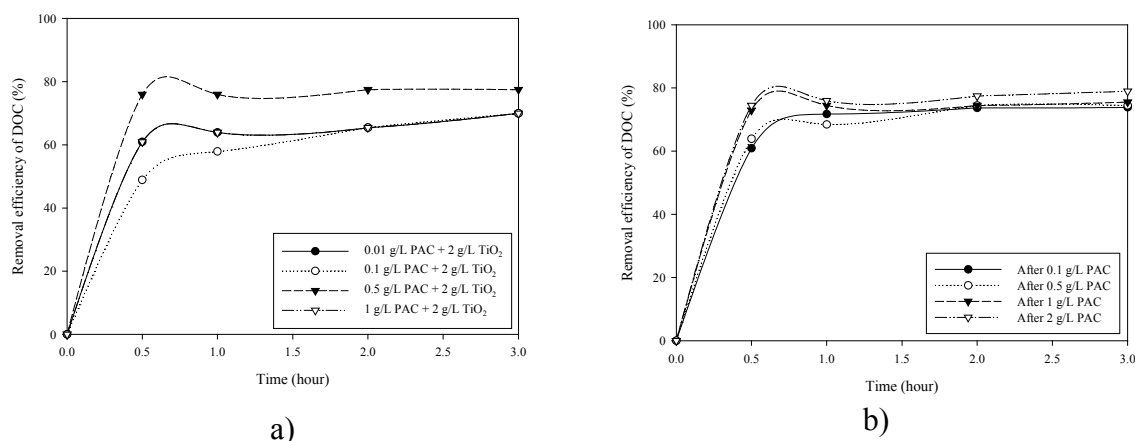 Removal efficiency of DOC (%)
100
80
60
40
20
0
0.01 g/L PAC + 2 g/L TiO₂
0.1 g/L PAC + 2 g/L TiO₂
0.5 g/L PAC + 2 g/L TiO₂
1 g/L PAC + 2 g/L TiO₂
0.0 0.5 1.0 1.5 2.0 2.5 3.0
Time (hour)
a)
Removal efficiency of DOC (%)
100
80
60
40
20
0
After 0.1 g/L PAC
After 0.5 g/L PAC
After 1 g/L PAC
After 2 g/L PAC
0.0 0.5 1.0 1.5 2.0 2.5 3.0
Time (hour)
b)